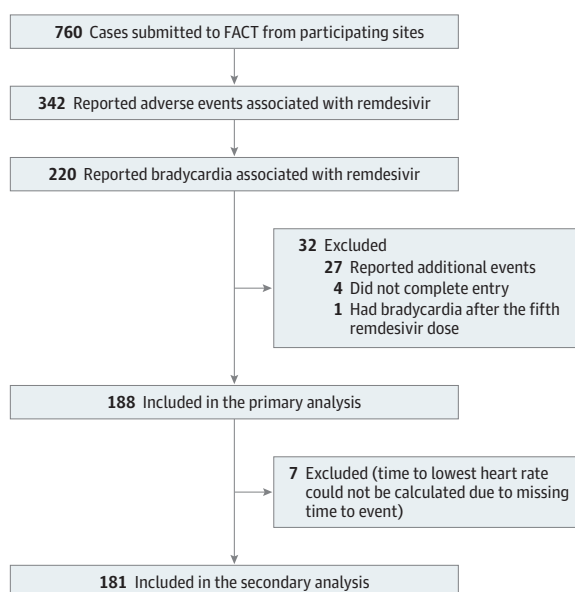 760 Cases submitted to FACT from participating sites
342 Reported adverse events associated with remdesivir
220 Reported bradycardia associated with remdesivir
32 Excluded
27 Reported additional events
4 Did not complete entry
1 Had bradycardia after the fifth
remdesivir dose
188 Included in the primary analysis
7 Excluded (time to lowest heart rate
could not be calculated due to missing
time to event)
181 Included in the secondary analysis